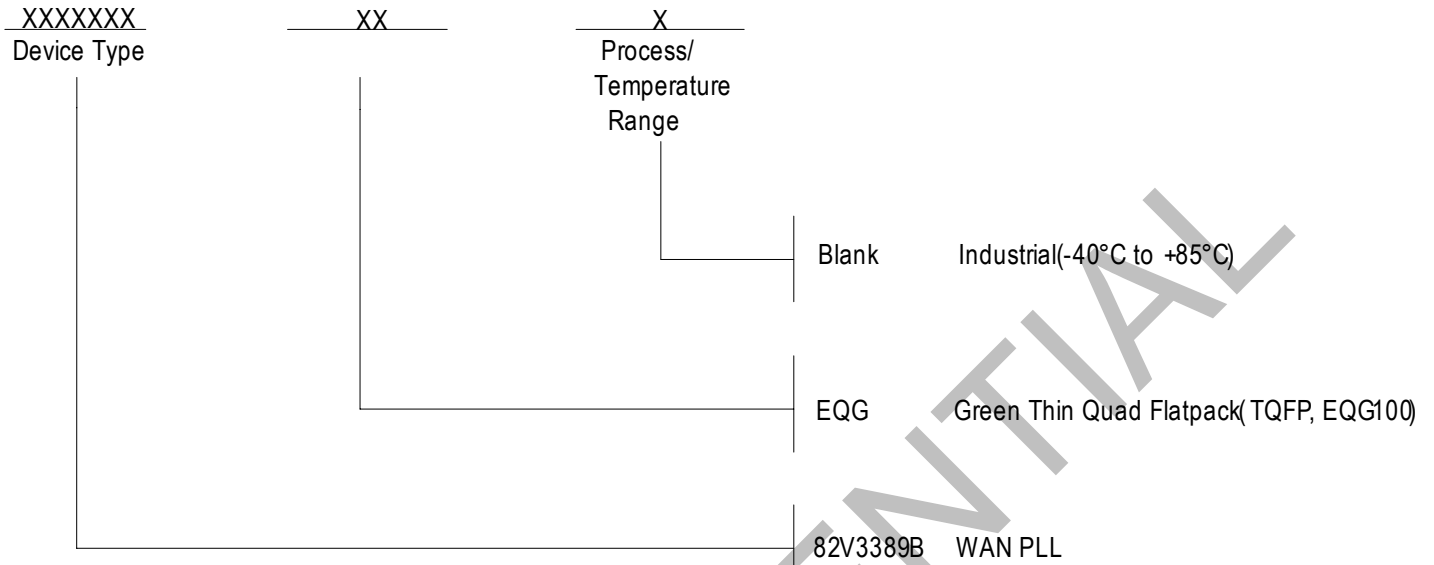 XXXXXXX XX X
Device Type Process/
Temperature
Range
Blank Industrial(-40°C to +85°C)
EQG Green Thin Quad Flatpack( TQFP, EQG100)
82V3389B WAN PLL
ENTIAL